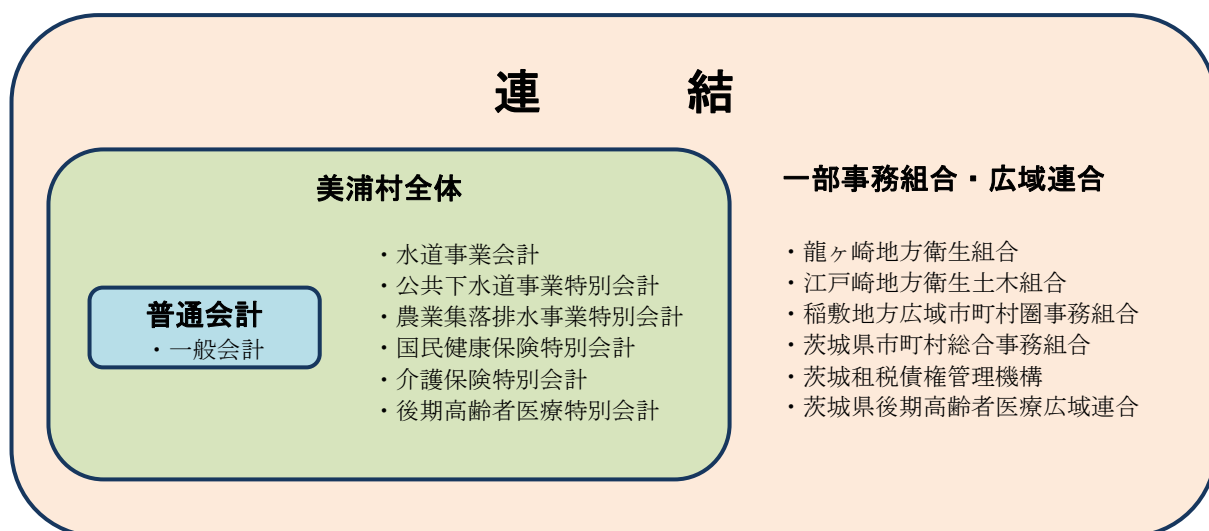 連 結
美浦村全体
普通会計
・一般会計
・水道事業会計
・公共下水道事業特別会計
・農業集落排水事業特別会計
・国民健康保険特別会計
・介護保険特別会計
・後期高齢者医療特別会計
一部事務組合・広域連合
・龍ヶ崎地方衛生組合
・江戸崎地方衛生土木組合
・稲敷地方広域市町村圏事務組合
・茨城県市町村総合事務組合
・茨城租税債権管理機構
・茨城県後期高齢者医療広域連合